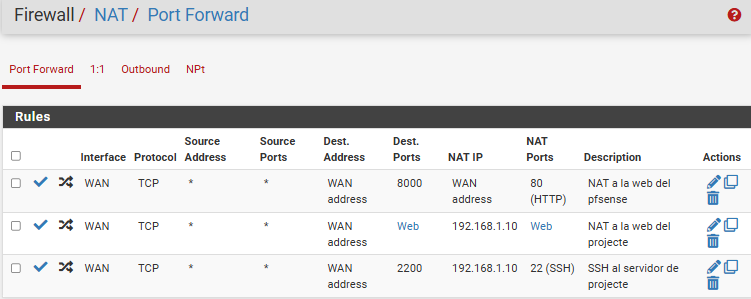 Firewall / NAT / Port Forward
Port Forward 1:1 Outbound NPt
Rules
Interface Protocol Source Address Source Ports Dest. Address Dest. Ports NAT IP NAT Ports Description Actions
WAN TCP * * WAN address 8000 WAN address 80 (HTTP) NAT a la web del pfsense
WAN TCP * * WAN address Web 192.168.1.10 Web NAT a la web del projecte
WAN TCP * * WAN address 2200 192.168.1.10 22 (SSH) SSH al servidor de projecte